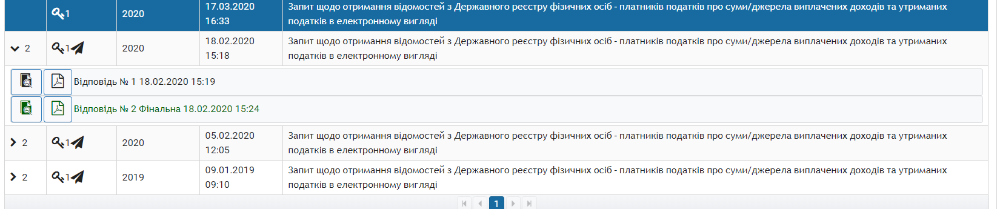 1 2020 17.03.2020 Запит щодо отримання відомостей з Державного реєстру фізичних осіб - платників податків про суми/джерела виплачених доходів та утриманих
16:33 податків в електронному вигляді
2 1 2020 18.02.2020 Запит щодо отримання відомостей з Державного реєстру фізичних осіб - платників податків про суми/джерела виплачених доходів та утриманих
15:18 податків в електронному вигляді
Відповідь № 1 18.02.2020 15:19
Відповідь № 2 Фінальна 18.02.2020 15:24
2 1 2020 05.02.2020 Запит щодо отримання відомостей з Державного реєстру фізичних осіб - платників податків про суми/джерела виплачених доходів та утриманих
12:05 податків в електронному вигляді
2 1 2019 09.01.2019 Запит щодо отримання відомостей з Державного реєстру фізичних осіб - платників податків про суми/джерела виплачених доходів та утриманих
09:10 податків в електронному вигляді
1